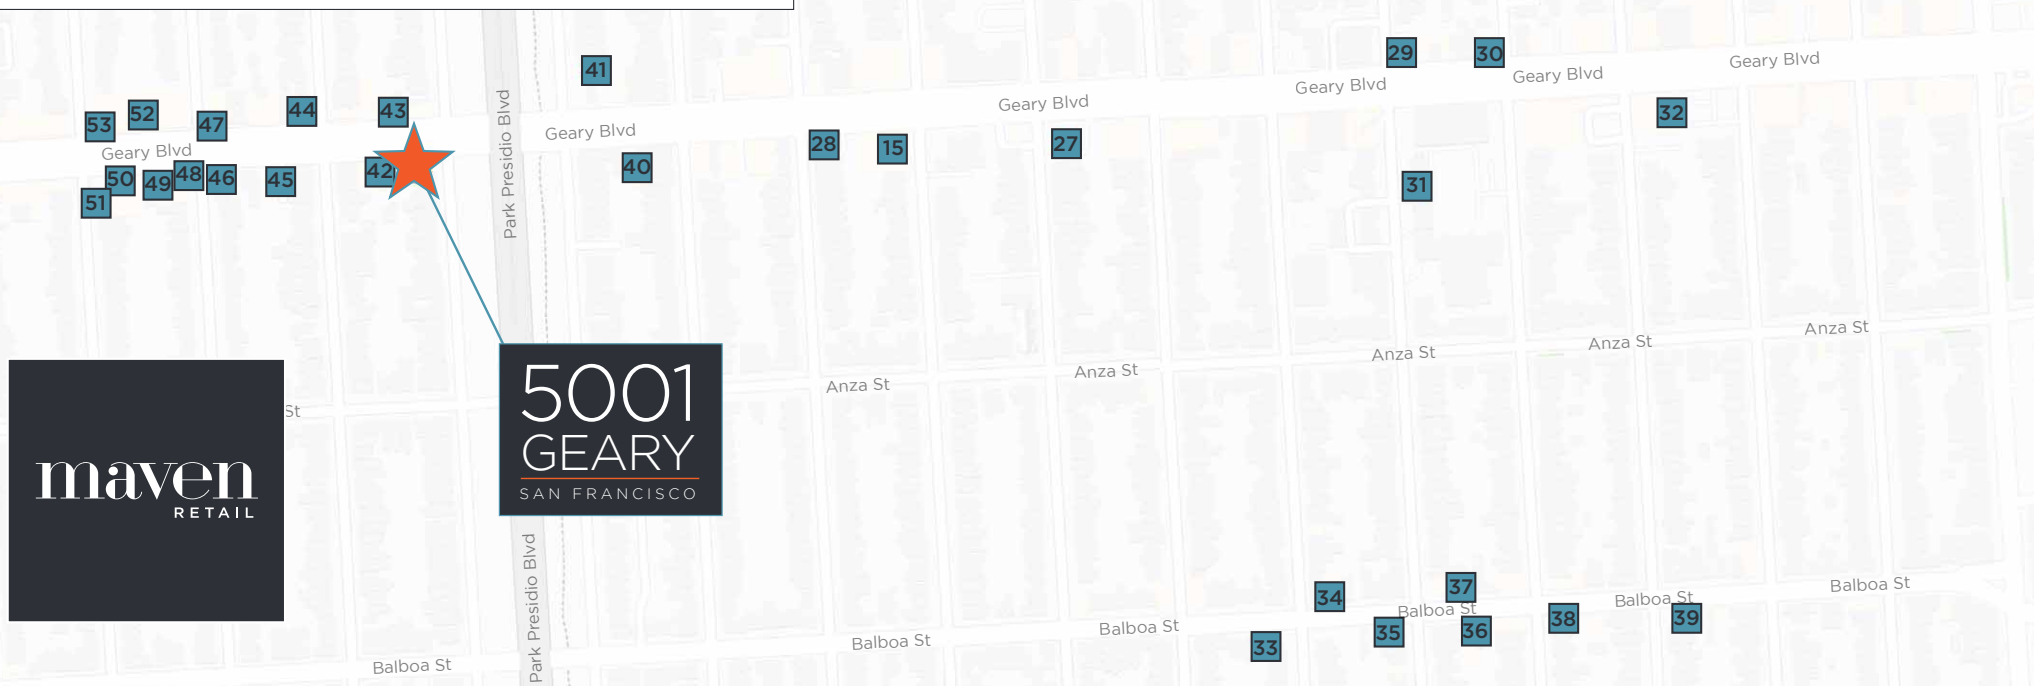 29
30
Geary Blvd
Geary Blvd
Geary Blvd
41
Geary Blvd
44
43
52
53
47
32
Geary Blvd
Park Presidio Blvd
28
15
27
Geary Blvd
40
42
50
49
48
46
45
31
51
Anza St
Anza St
Anza St
Anza St
Anza St
St
5001
GEARY
SAN FRANCISCO
maven
RETAIL
Park Presidio Blvd
37
34
Balboa St
Balboa St
Balboa St
38
39
35
36
Balboa St
Balboa St
33
Balboa St